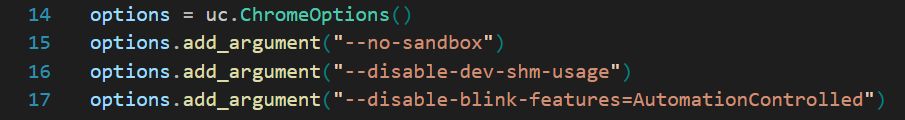 14 options = uc.ChromeOptions()
15 options.add_argument("--no-sandbox")
16 options.add_argument("--disable-dev-shm-usage")
17 options.add_argument("--disable-blink-features=AutomationControlled")